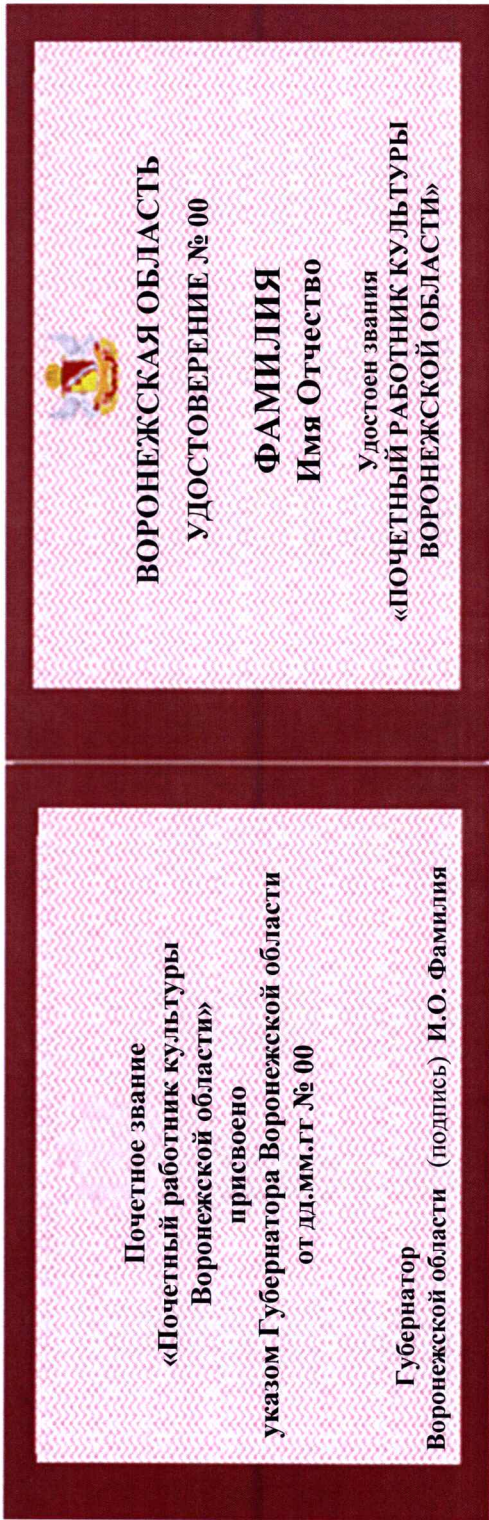 Почетное звание
«Почетный работник культуры
Воронежской области»
присвоено
указом Губернатора Воронежской области
от дд.мм.гг № 00
Губернатор
Воронежской области (подпись) И.О. Фамилия
ВОРОНЕЖСКАЯ ОБЛАСТЬ
УДОСТОВЕРЕНИЕ № 00
ФАМИЛИЯ
Имя Отчество
Удостоен звания
«ПОЧЕТНЫЙ РАБОТНИК КУЛЬТУРЫ
ВОРОНЕЖСКОЙ ОБЛАСТИ»